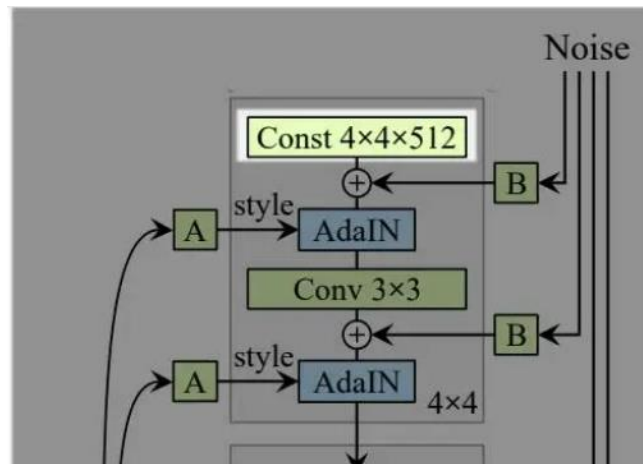 Noise
Const 4×4×512
B
style
A
AdaIN
Conv 3×3
B
style
A
AdaIN
4×4